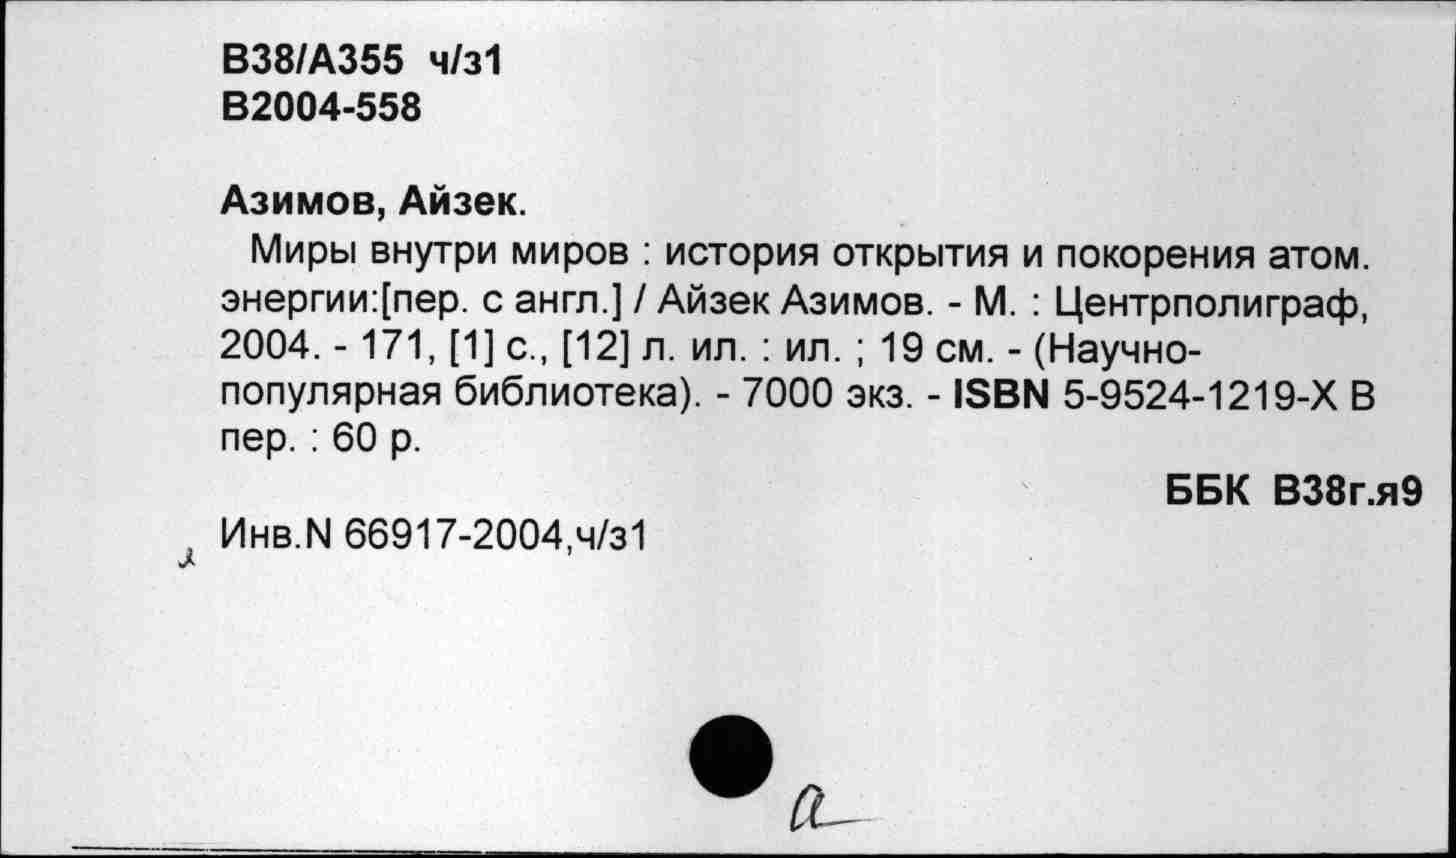 В38/А355 ч/з1
В2004-558
Азимов, Айзек.
Миры внутри миров : история открытия и покорения атом.
энергии:[пер. с англ.] / Айзек Азимов. - М. : Центрполиграф,
2004. - 171, [1] с., [12] л. ил. : ил. ; 19 см. - (Научно-
популярная библиотека). - 7000 экз. - ISBN 5-9524-1219-X В
пер. : 60 р.
ББК В38г.я9
Инв.N 66917-2004,ч/з1
а